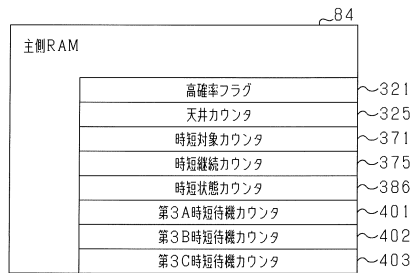 84
主側RAM
高確率フラグ 321
天井カウンタ 325
時短対象カウンタ 371
時短継続カウンタ 375
時短状態カウンタ 386
第3A時短待機カウンタ 401
第3B時短待機カウンタ 402
第3C時短待機カウンタ 403